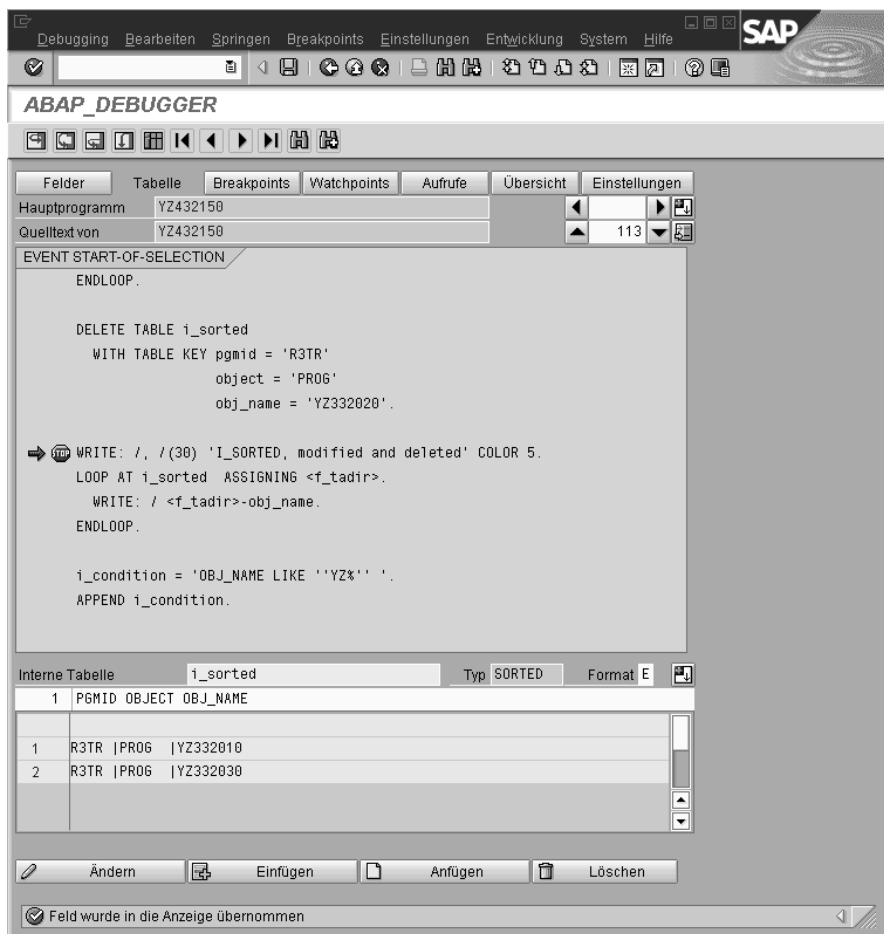 Debugging Bearbeiten Springen Breakpoints Einstellungen Entwicklung System Hilfe
SAP
ABAP_DEBUGGER
Felder Tabelle Breakpoints Watchpoints Aufrufe Übersicht Einstellungen
Hauptprogramm YZ432150
Quelltext von YZ432150 113
EVENT START-OF-SELECTION
ENDLOOP.
DELETE TABLE i_sorted
WITH TABLE KEY pgmid = 'R3TR'
object = 'PROG'
obj_name = 'YZ332020'.
STOP WRITE: /, /(30) 'I_SORTED, modified and deleted' COLOR 5.
LOOP AT i_sorted  ASSIGNING <f_tadir>.
WRITE: / <f_tadir>-obj_name.
ENDLOOP.
i_condition = 'OBJ_NAME LIKE ''YZ%'' '.
APPEND i_condition.
Interne Tabelle i_sorted Typ SORTED Format E
1 PGMID OBJECT OBJ_NAME
1 R3TR |PROG |YZ332010
2 R3TR |PROG |YZ332030
Ändern Einfügen Anfügen Löschen
Feld wurde in die Anzeige übernommen